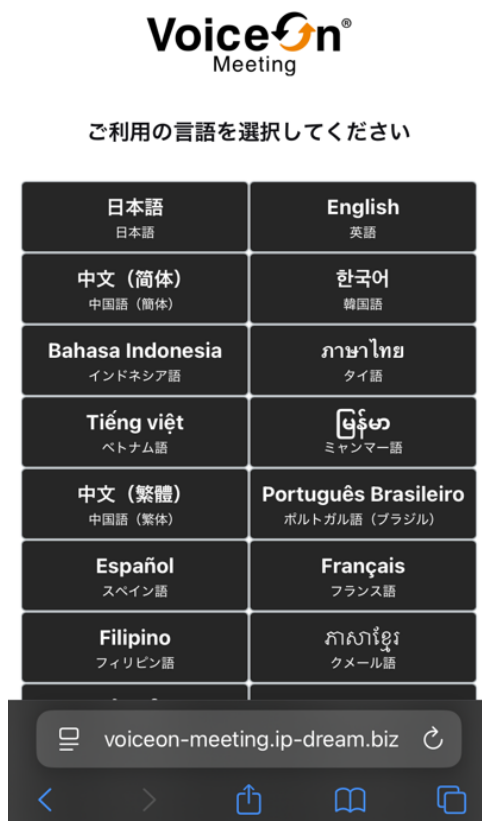 VoiceOn®
Meeting
ご利用の言語を選択してください
日本語
日本語
English
英語
中文（简体）
中国語（簡体）
한국어
韓国語
Bahasa Indonesia
インドネシア語
ภาษาไทย
タイ語
Tiếng việt
ベトナム語
မြန်မာ
ミャンマー語
中文（繁體）
中国語（繁体）
Português Brasileiro
ポルトガル語（ブラジル）
Español
スペイン語
Français
フランス語
Filipino
フィリピン語
ភាសាខ្មែរ
クメール語
voiceon-meeting.ip-dream.biz